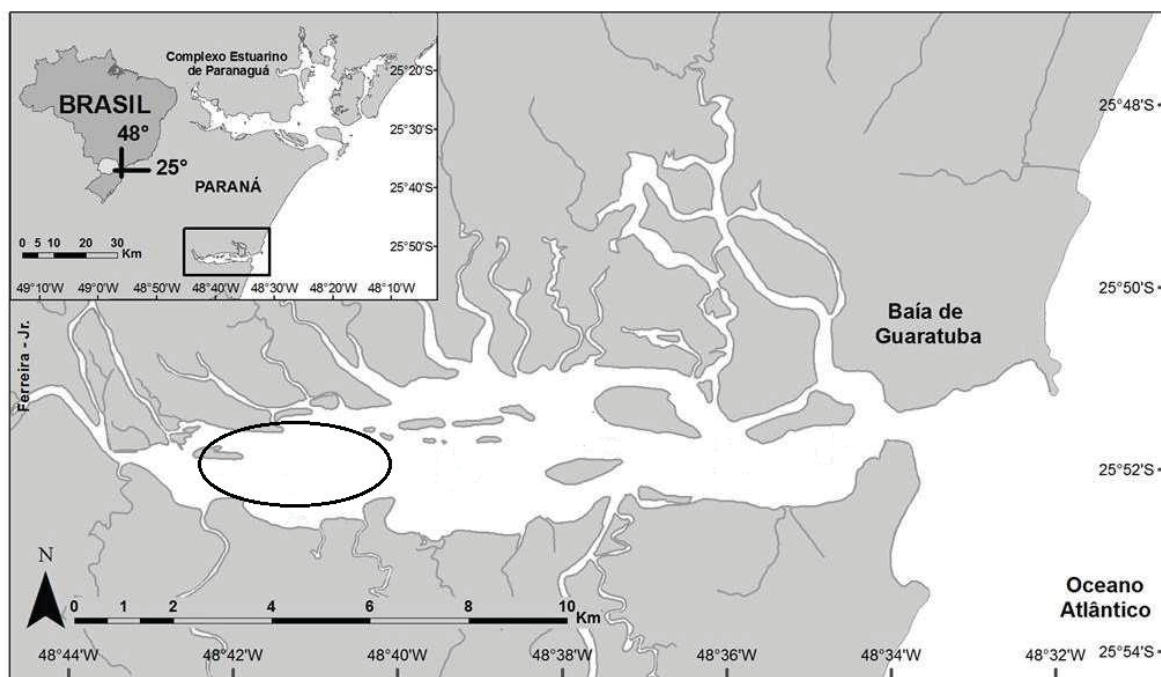 Complexo Estuarino
de Paranaguá
25°20'S
BRASIL
48°
25°30'S
25°
PARANÁ
25°40'S
0 5 10 20 30
Km
25°50'S
49°10'W 49°0'W 48°50'W 48°40'W 48°30'W 48°20'W 48°10'W
25°48'S
25°50'S
Baía de
Guaratuba
Ferreira - Jr.
25°52'S
N
0 1 2 4 6 8 10
Km
Oceano
Atlântico
25°54'S
48°44'W 48°42'W 48°40'W 48°38'W 48°36'W 48°34'W 48°32'W